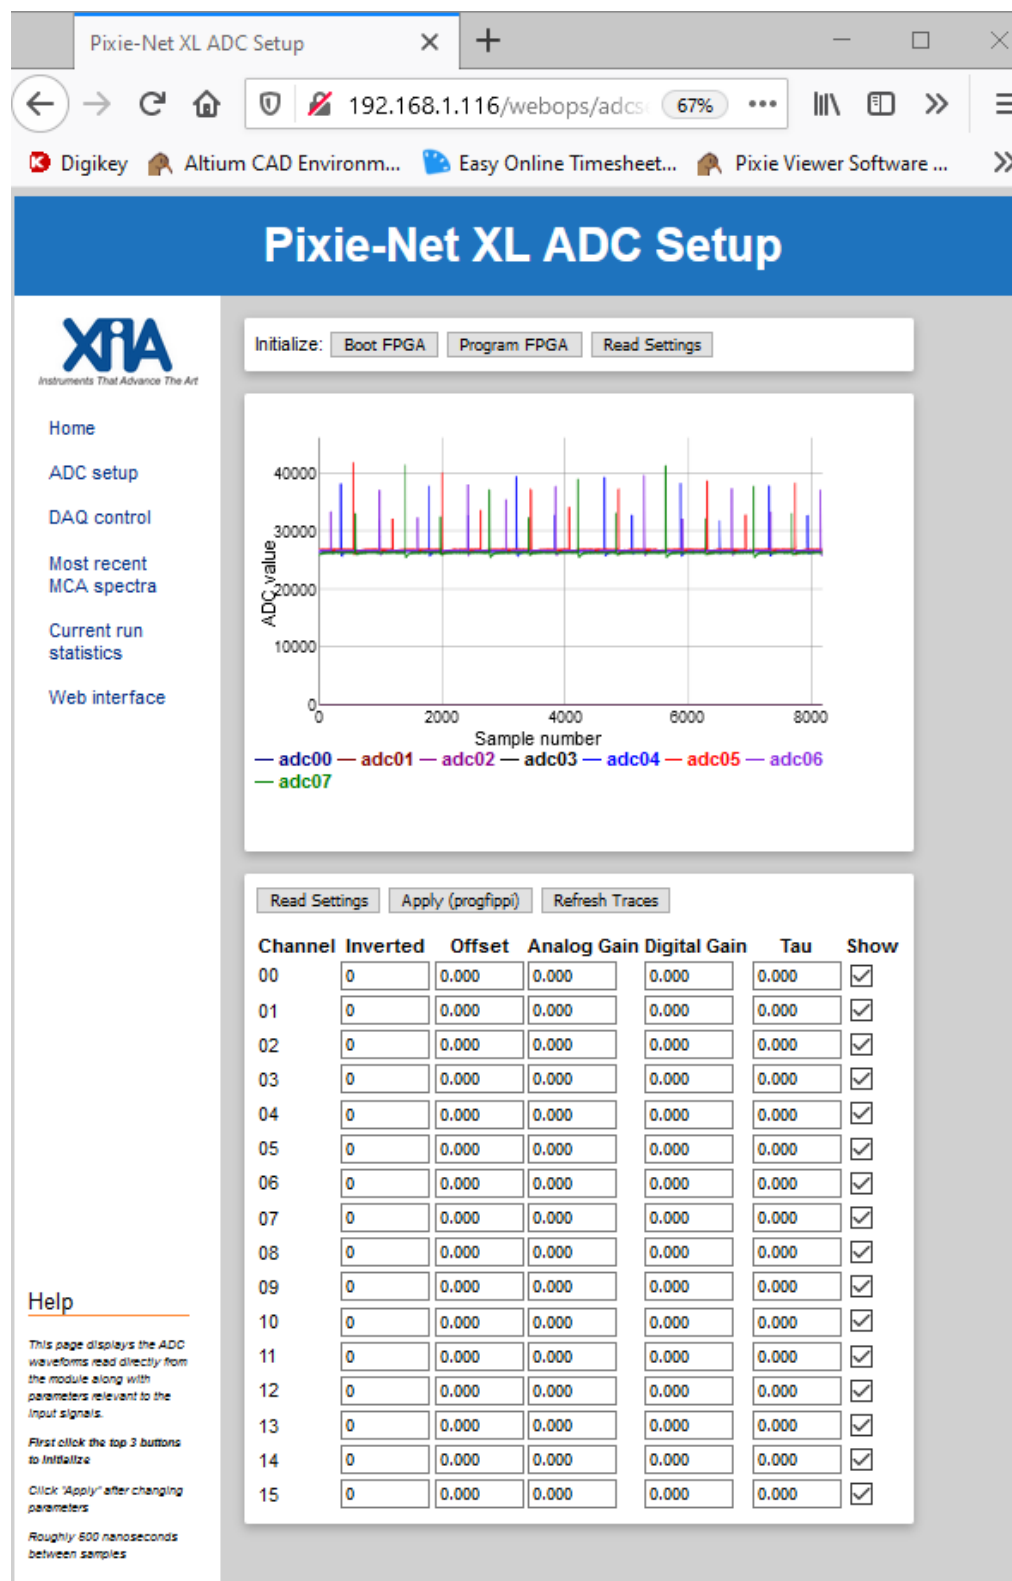 Pixie-Net XL ADC Setup
192.168.1.116/webops/adcs 67%
Digikey Altium CAD Environm... Easy Online Timesheet... Pixie Viewer Software ...
Pixie-Net XL ADC Setup
XIA
Instruments That Advance The Art
Home
ADC setup
DAQ control
Most recent
MCA spectra
Current run
statistics
Web interface
Help
This page displays the ADC
waveforms read directly from
the module along with
parameters relevant to the
input signals.
First click the top 3 buttons
to initialize
Click "Apply" after changing
parameters
Roughly 600 nanoseconds
between samples
Initialize: Boot FPGA Program FPGA Read Settings
ADC value
40000
30000
20000
10000
0
0 2000 4000 6000 8000
Sample number
— adc00 — adc01 — adc02 — adc03 — adc04 — adc05 — adc06
— adc07
Read Settings Apply (progfippi) Refresh Traces
Channel Inverted Offset Analog Gain Digital Gain Tau Show
00 0 0.000 0.000 0.000 0.000
01 0 0.000 0.000 0.000 0.000
02 0 0.000 0.000 0.000 0.000
03 0 0.000 0.000 0.000 0.000
04 0 0.000 0.000 0.000 0.000
05 0 0.000 0.000 0.000 0.000
06 0 0.000 0.000 0.000 0.000
07 0 0.000 0.000 0.000 0.000
08 0 0.000 0.000 0.000 0.000
09 0 0.000 0.000 0.000 0.000
10 0 0.000 0.000 0.000 0.000
11 0 0.000 0.000 0.000 0.000
12 0 0.000 0.000 0.000 0.000
13 0 0.000 0.000 0.000 0.000
14 0 0.000 0.000 0.000 0.000
15 0 0.000 0.000 0.000 0.000